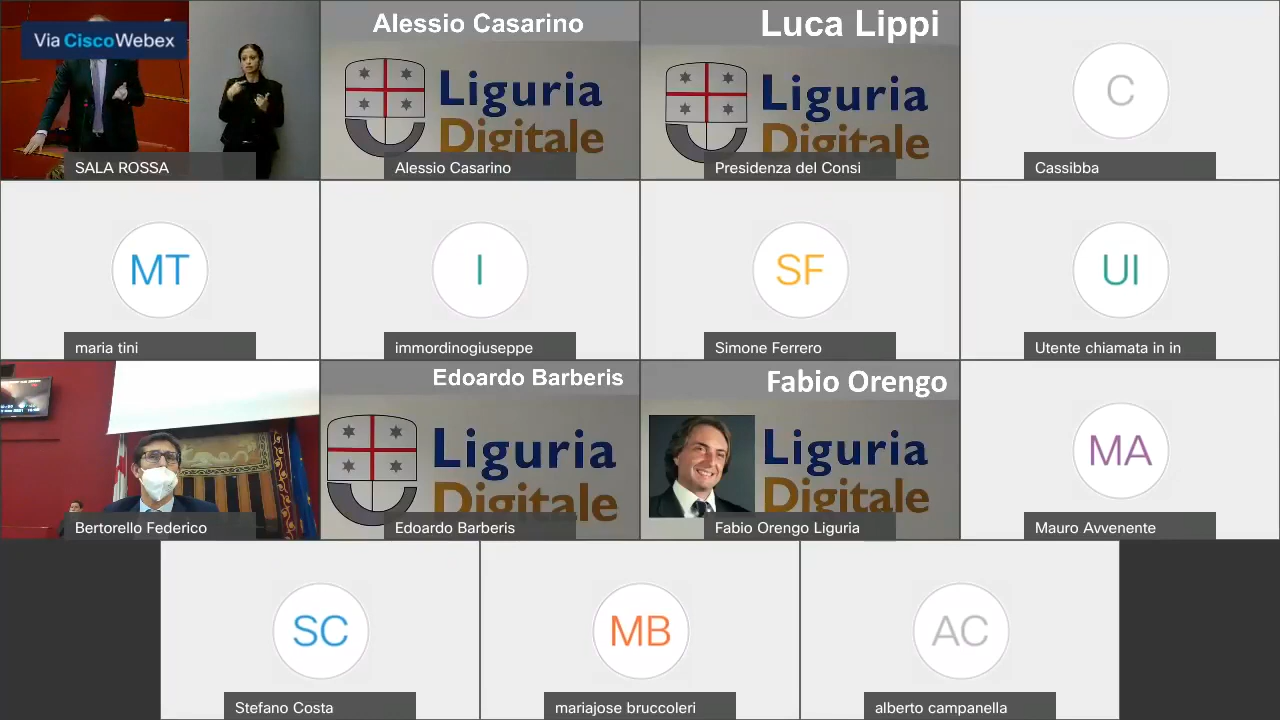 Via Cisco Webex
SALA ROSSA
Alessio Casarino
Liguria
Digitale
Alessio Casarino
Luca Lippi
Liguria
Digitale
Presidenza del Consi
C
Cassibba
MT
maria tini
I
immordinogiuseppe
SF
Simone Ferrero
UI
Utente chiamata in in
Bertorello Federico
Edoardo Barberis
Liguria
Digitale
Edoardo Barberis
Fabio Orengo
Liguria
Digitale
Fabio Orengo Liguria
MA
Mauro Avvenente
SC
Stefano Costa
MB
mariajose bruccoleri
AC
alberto campanella